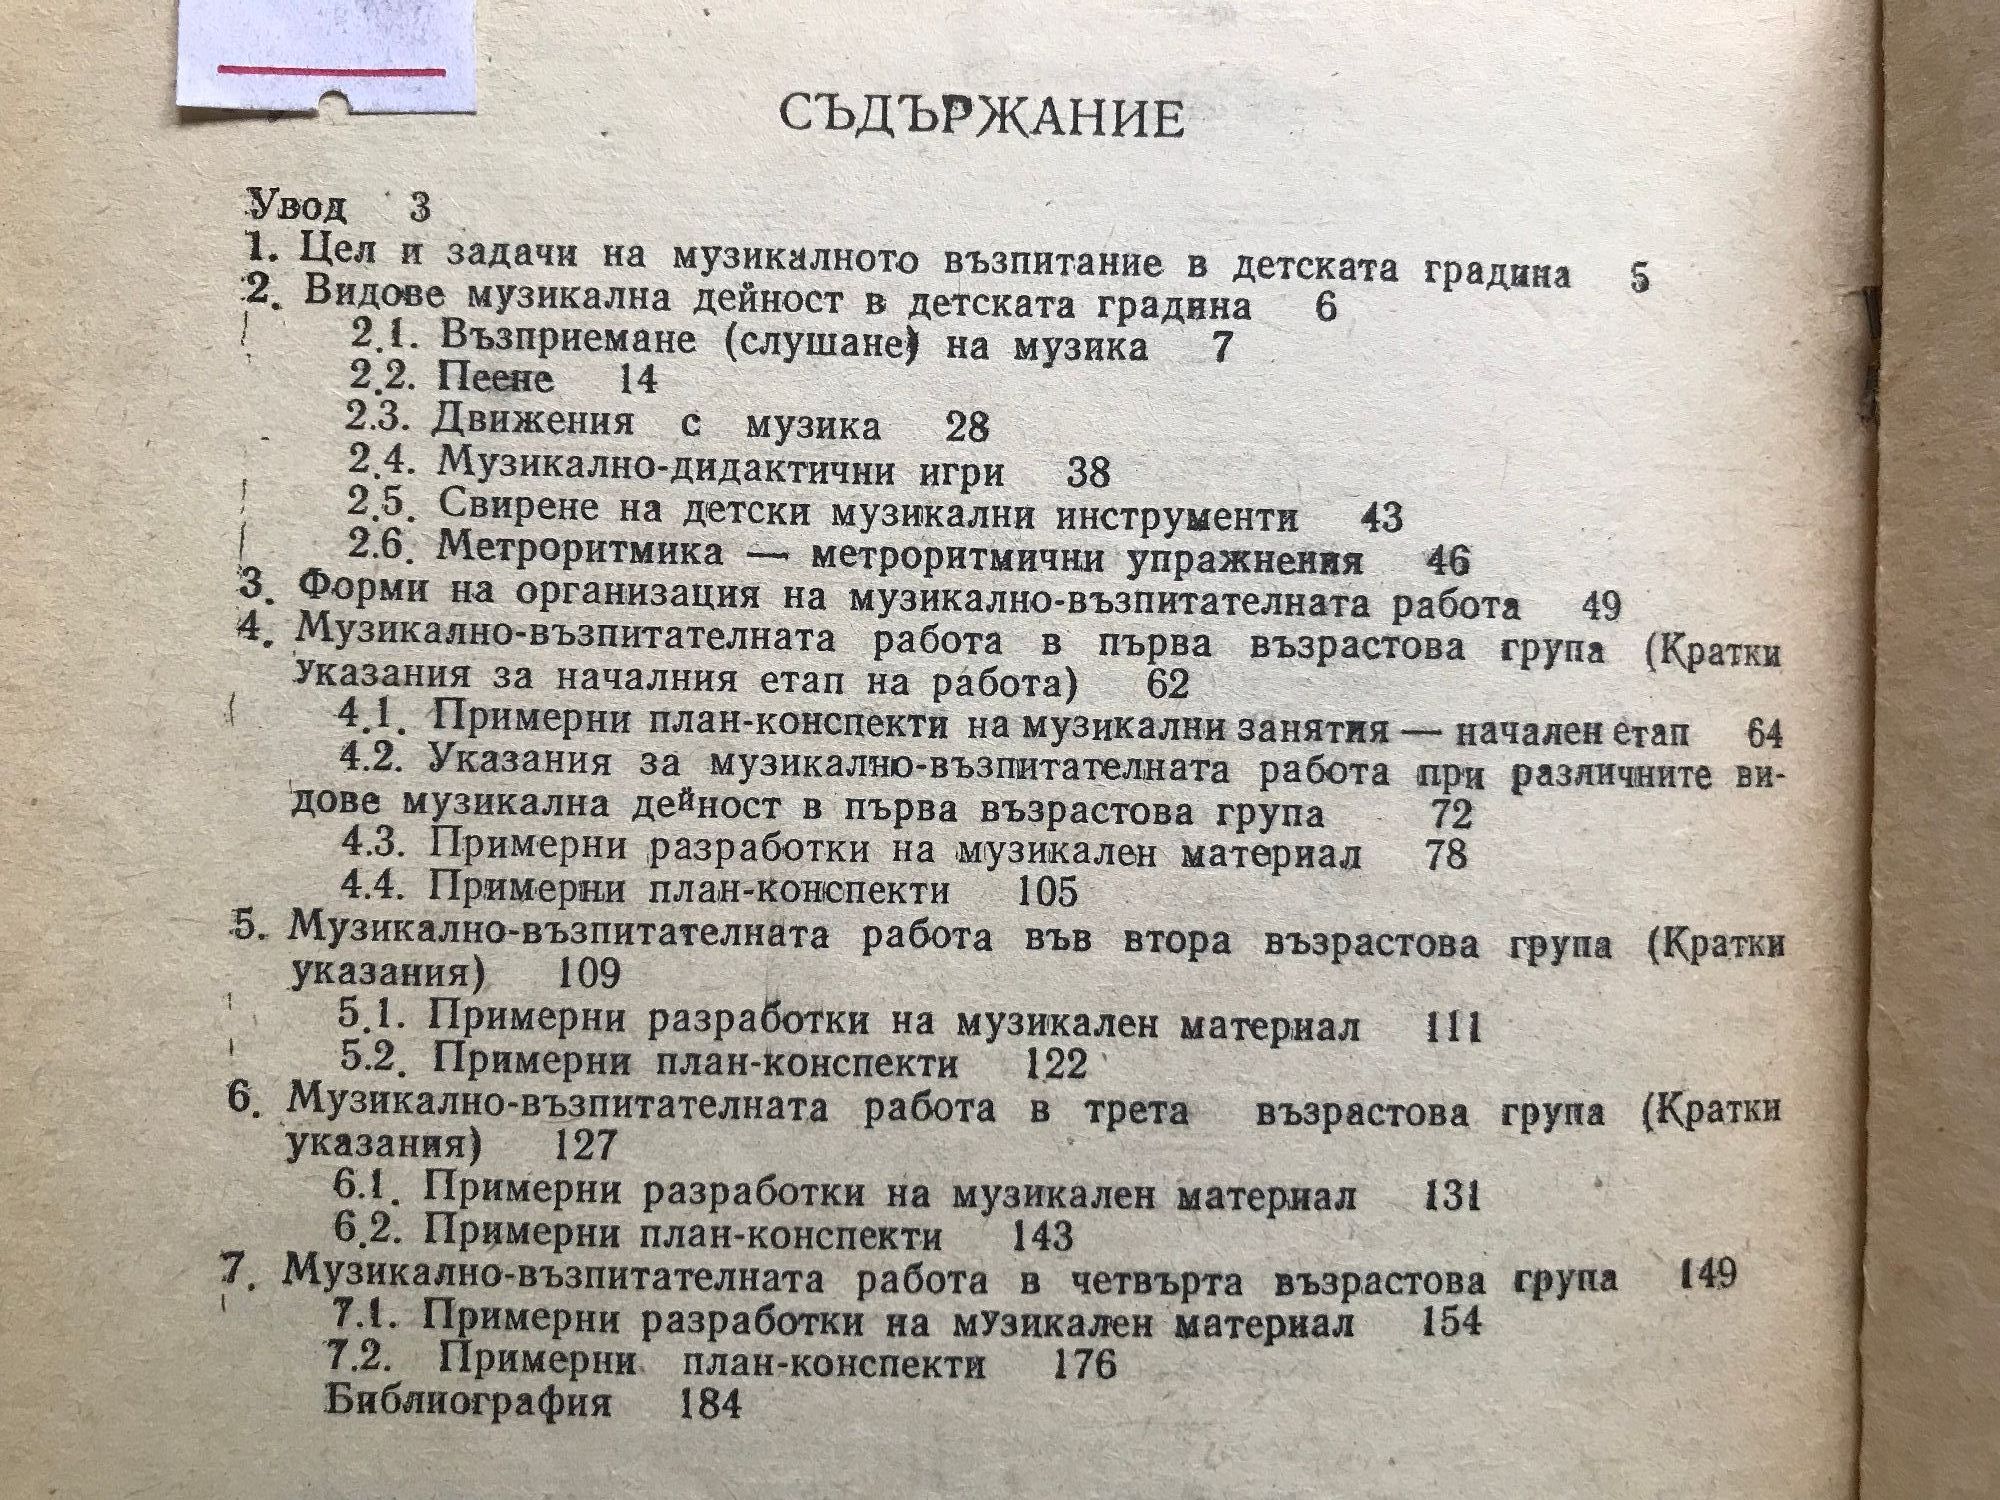 СЪДЪРЖАНИЕ
Увод 3
1. Цел и задачи на музикалното възпитание в детската градина 5
2. Видове музикална дейност в детската градина 6
2.1. Възприемане (слушане) на музика 7
2.2. Пеене 14
2.3. Движения с музика 28
2.4. Музикално-дидактични игри 38
2.5. Свирене на детски музикални инструменти 43
2.6. Метроритмика — метроритмични упражнения 46
3. Форми на организация на музикално-възпитателната работа 49
4. Музикално-възпитателната работа в първа възрастова група (Кратки
указания за началния етап на работа) 62
4.1. Примерни план-конспекти на музикални занятия — начален етап 64
4.2. Указания за музикално-възпитателната работа при различните ви-
дове музикална дейност в първа възрастова група 72
4.3. Примерни разработки на музикален материал 78
4.4. Примерни план-конспекти 105
5. Музикално-възпитателната работа във втора възрастова група (Кратки
указания) 109
5.1. Примерни разработки на музикален материал 111
5.2. Примерни план-конспекти 122
6. Музикално-възпитателната работа в трета възрастова група (Кратки
указания) 127
6.1. Примерни разработки на музикален материал 131
6.2. Примерни план-конспекти 143
7. Музикално-възпитателната работа в четвърта възрастова група 149
7.1. Примерни разработки на музикален материал 154
7.2. Примерни план-конспекти 176
Библиография 184